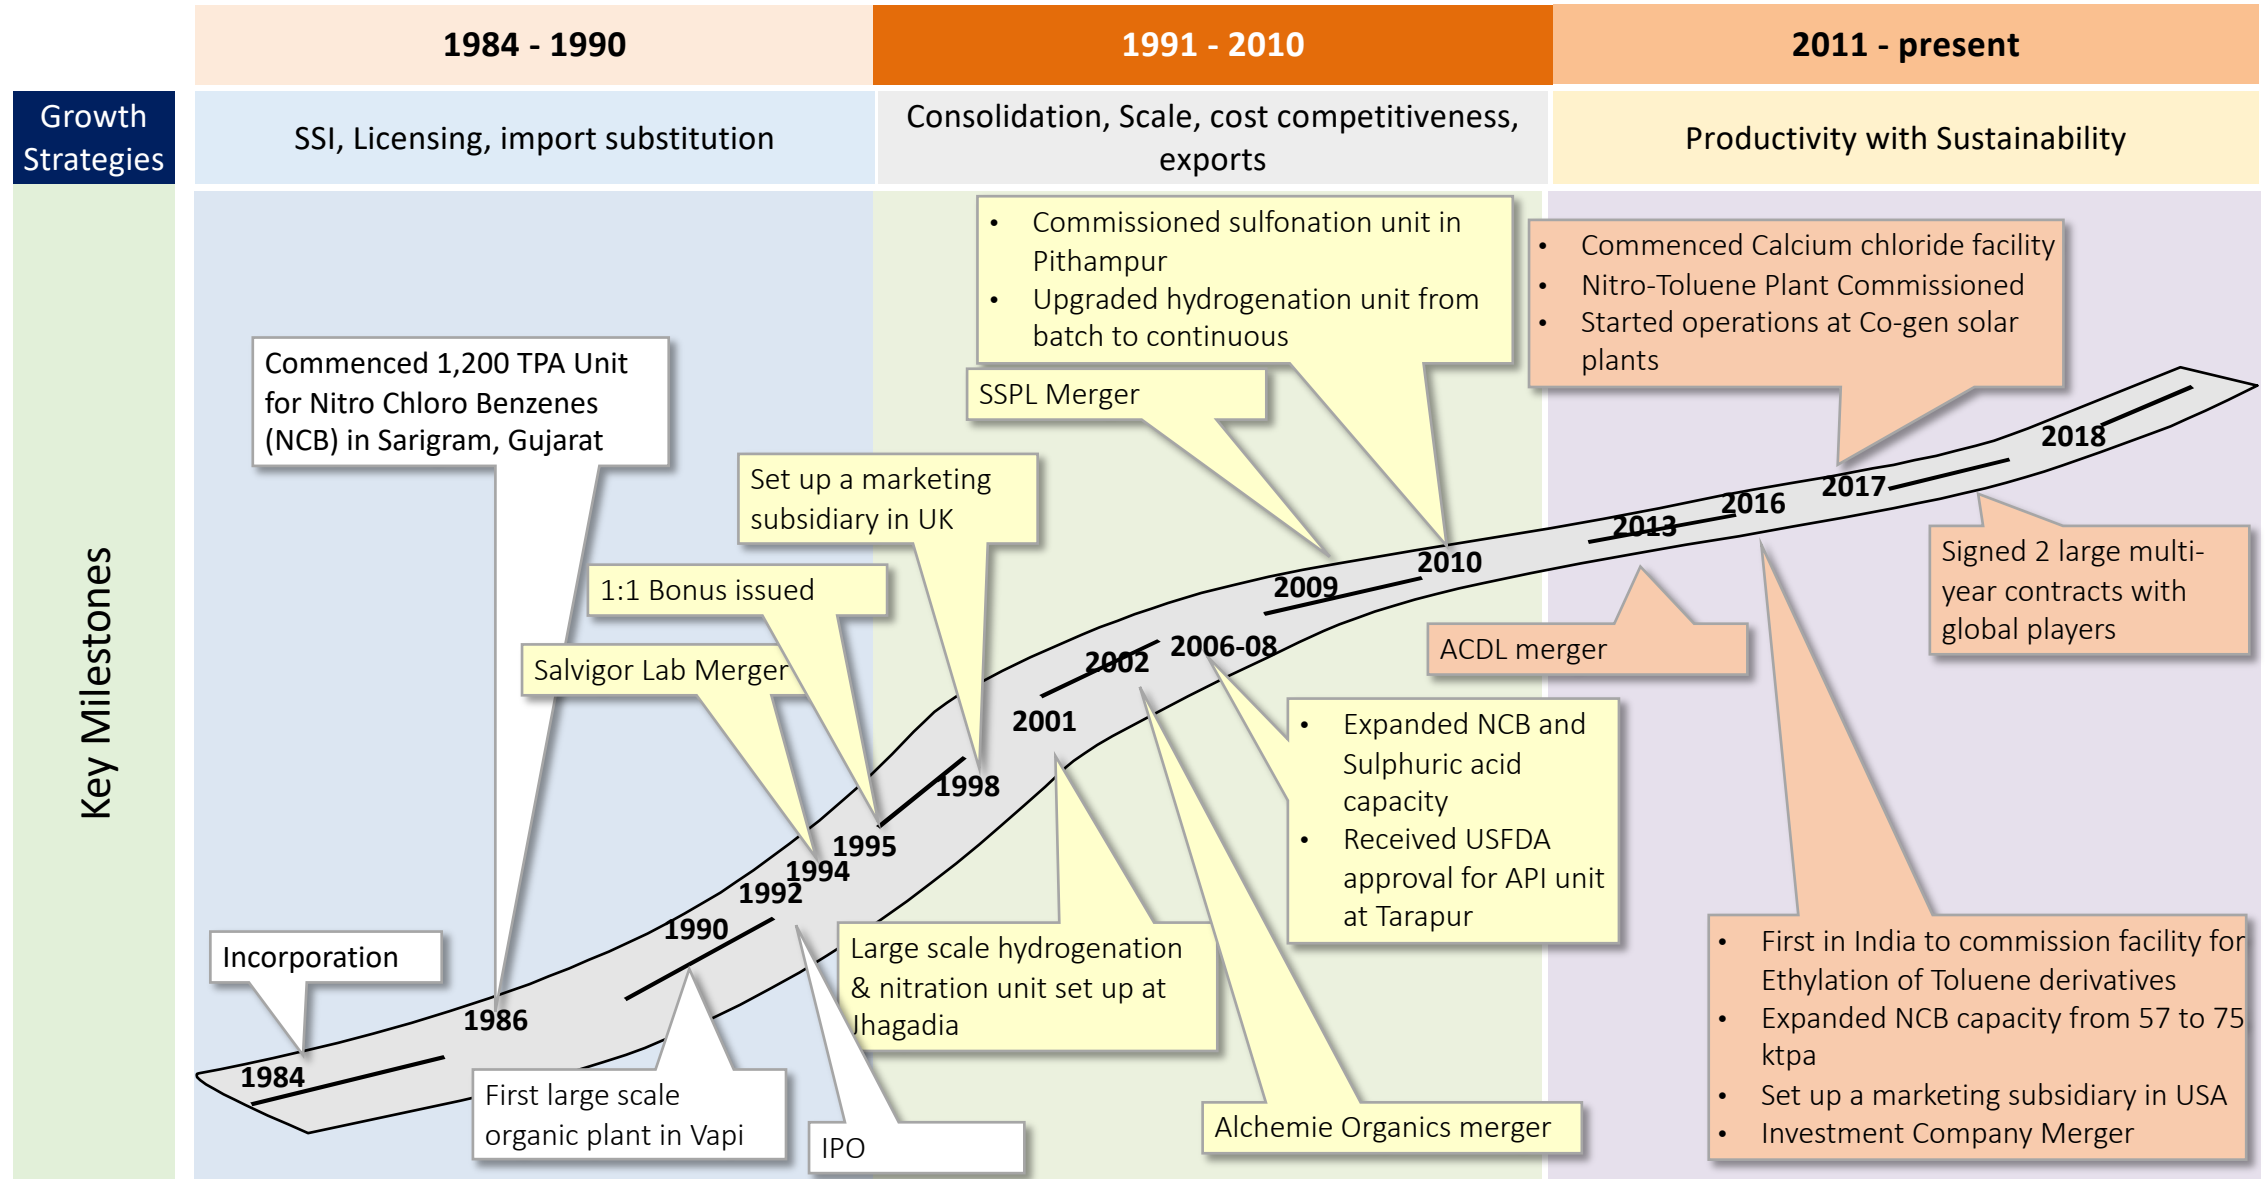 1984 - 1990
1991 - 2010
2011 - present
Growth
Strategies
SSI, Licensing, import substitution
Consolidation, Scale, cost competitiveness,
exports
Productivity with Sustainability
Key Milestones
• Commissioned sulfonation unit in
Pithampur
• Upgraded hydrogenation unit from
batch to continuous
• Commenced Calcium chloride facility
• Nitro-Toluene Plant Commissioned
• Started operations at Co-gen solar
plants
Commenced 1,200 TPA Unit
for Nitro Chloro Benzenes
(NCB) in Sarigram, Gujarat
SSPL Merger
Set up a marketing
subsidiary in UK
1:1 Bonus issued
Salvigor Lab Merger
Incorporation
1984
1986
1990
1992
1994
1995
1998
2001
2002
2006-08
2009
2010
2013
2016
2017
2018
Signed 2 large multi-
year contracts with
global players
ACDL merger
• Expanded NCB and
Sulphuric acid
capacity
• Received USFDA
approval for API unit
at Tarapur
Large scale hydrogenation
& nitration unit set up at
Jhagadia
First large scale
organic plant in Vapi
IPO
Alchemie Organics merger
• First in India to commission facility for
Ethylation of Toluene derivatives
• Expanded NCB capacity from 57 to 75
ktpa
• Set up a marketing subsidiary in USA
• Investment Company Merger